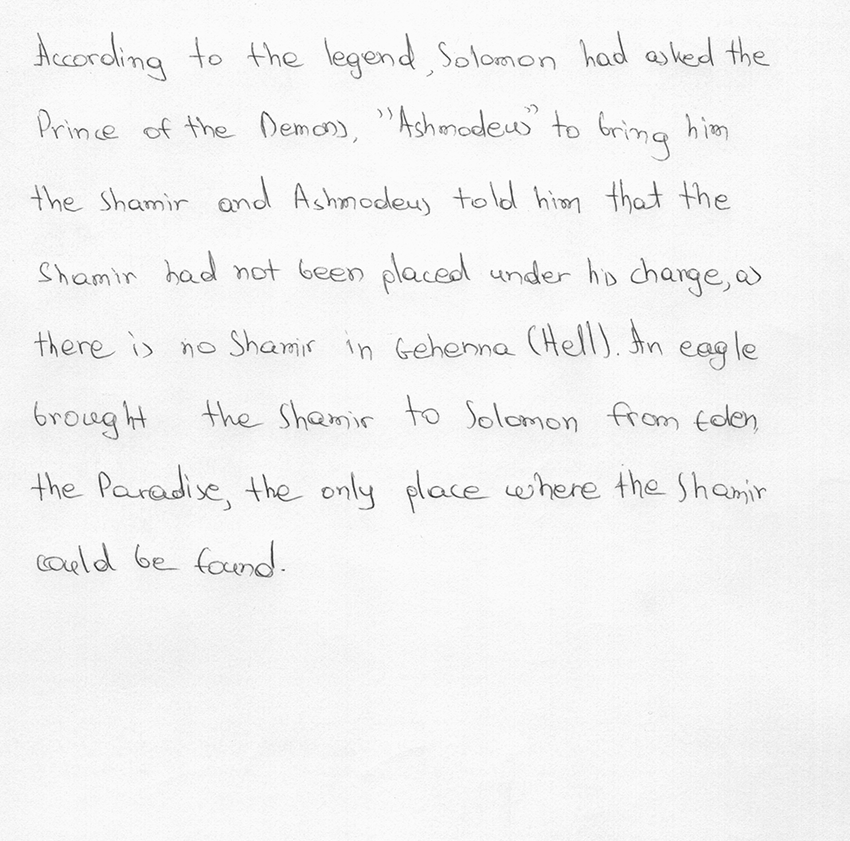 According to the legend, Solomon had asked the
Prince of the Demons, "Ashmodeus" to bring him
the Shamir and Ashmodeus told him that the
Shamir had not been placed under his change, as
there is no Shamir in Gehenna (Hell). An eagle
brought the Shamir to Solomon from Eden,
the Paradise, the only place where the Shamir
could be found.